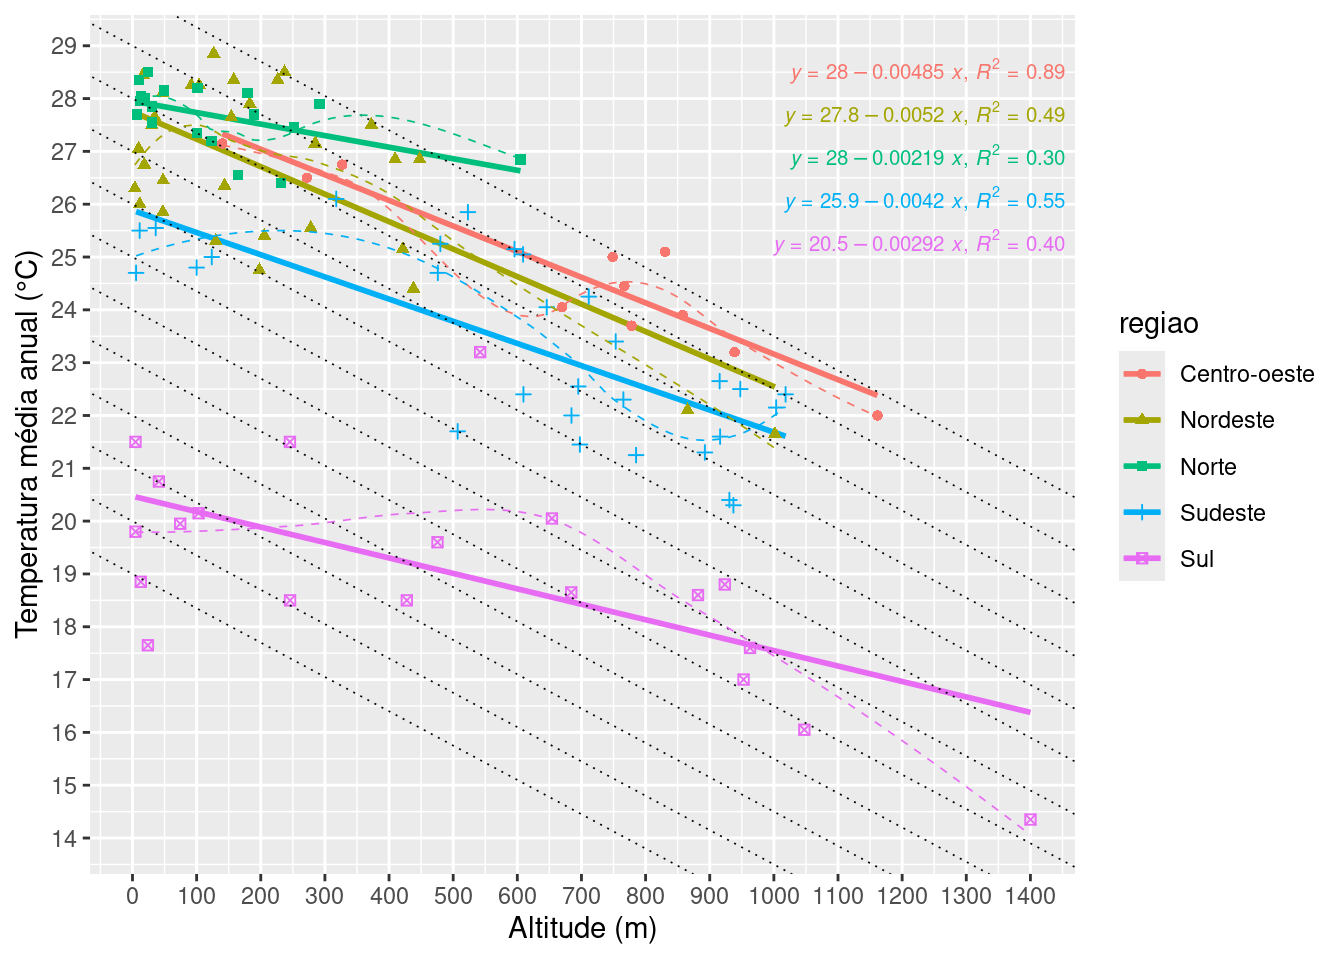 y = 28 − 0.00485 x, R² = 0.89
y = 27.8 − 0.0052 x, R² = 0.49
y = 28 − 0.00219 x, R² = 0.30
y = 25.9 − 0.0042 x, R² = 0.55
y = 20.5 − 0.00292 x, R² = 0.40
29
28
27
26
25
24
23
22
21
20
19
18
17
16
15
14
Temperatura média anual (°C)
0 100 200 300 400 500 600 700 800 900 1000 1100 1200 1300 1400
Altitude (m)
regiao
Centro-oeste
Nordeste
Norte
Sudeste
Sul